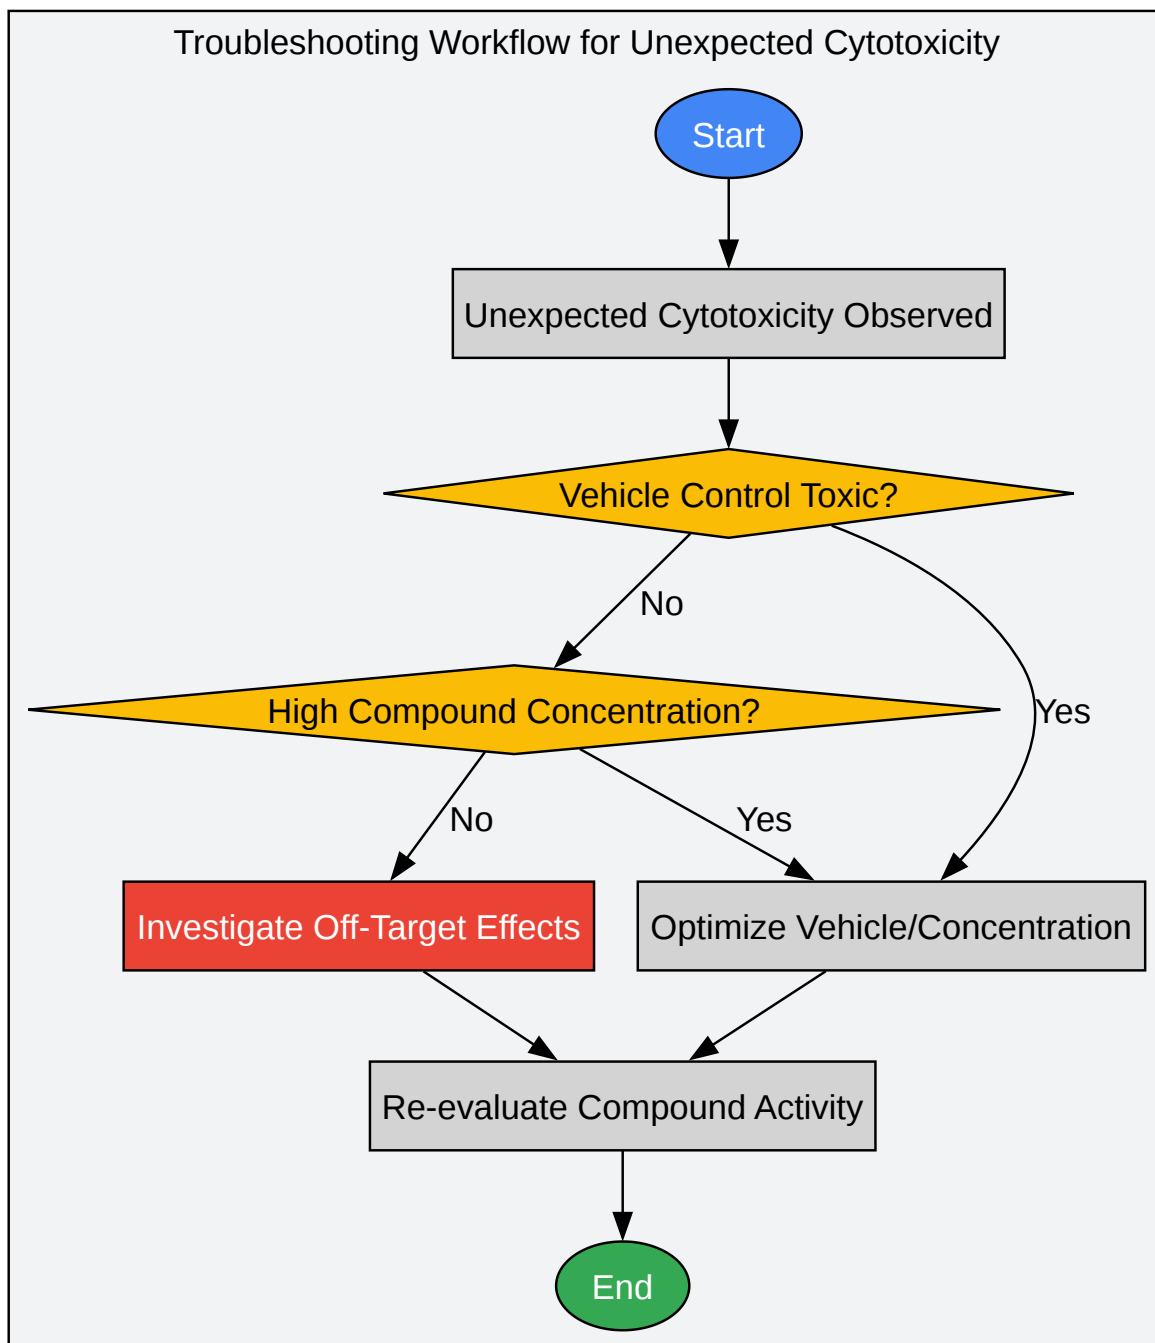 Troubleshooting Workflow for Unexpected Cytotoxicity
Start
Unexpected Cytotoxicity Observed
Vehicle Control Toxic?
No
High Compound Concentration?
Yes
No
Yes
Investigate Off-Target Effects
Optimize Vehicle/Concentration
Re-evaluate Compound Activity
End